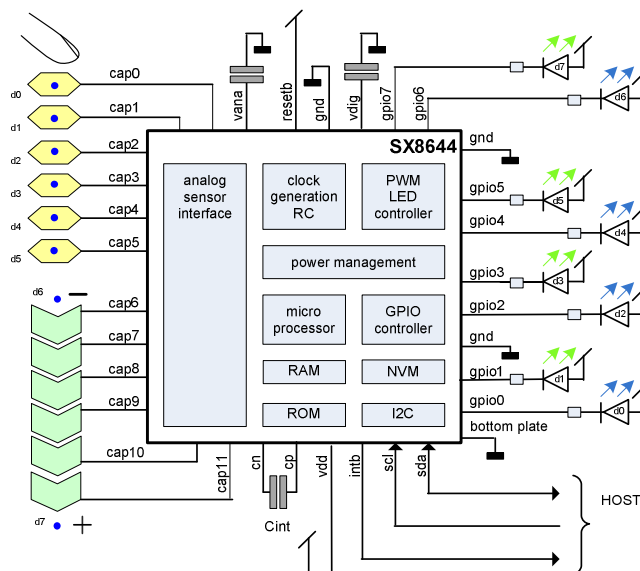 cap0
d0
cap1
d1
cap2
d2
cap3
d3
cap4
d4
cap5
d5
d6
cap6
cap7
cap8
cap9
cap10
d7
vana
resetb
gnd
vdig
gpio7
gpio6
SX8644
analog
sensor
interface
clock
generation
RC
PWM
LED
controller
power management
micro
processor
GPIO
controller
RAM
NVM
ROM
I2C
d7
d6
gnd
gpio5
d5
gpio4
d4
gpio3
d3
gpio2
d2
gnd
gpio1
d1
gpio0
d0
bottom plate
cap11
cn
cp
vdd
intb
scl
sda
Cint
HOST